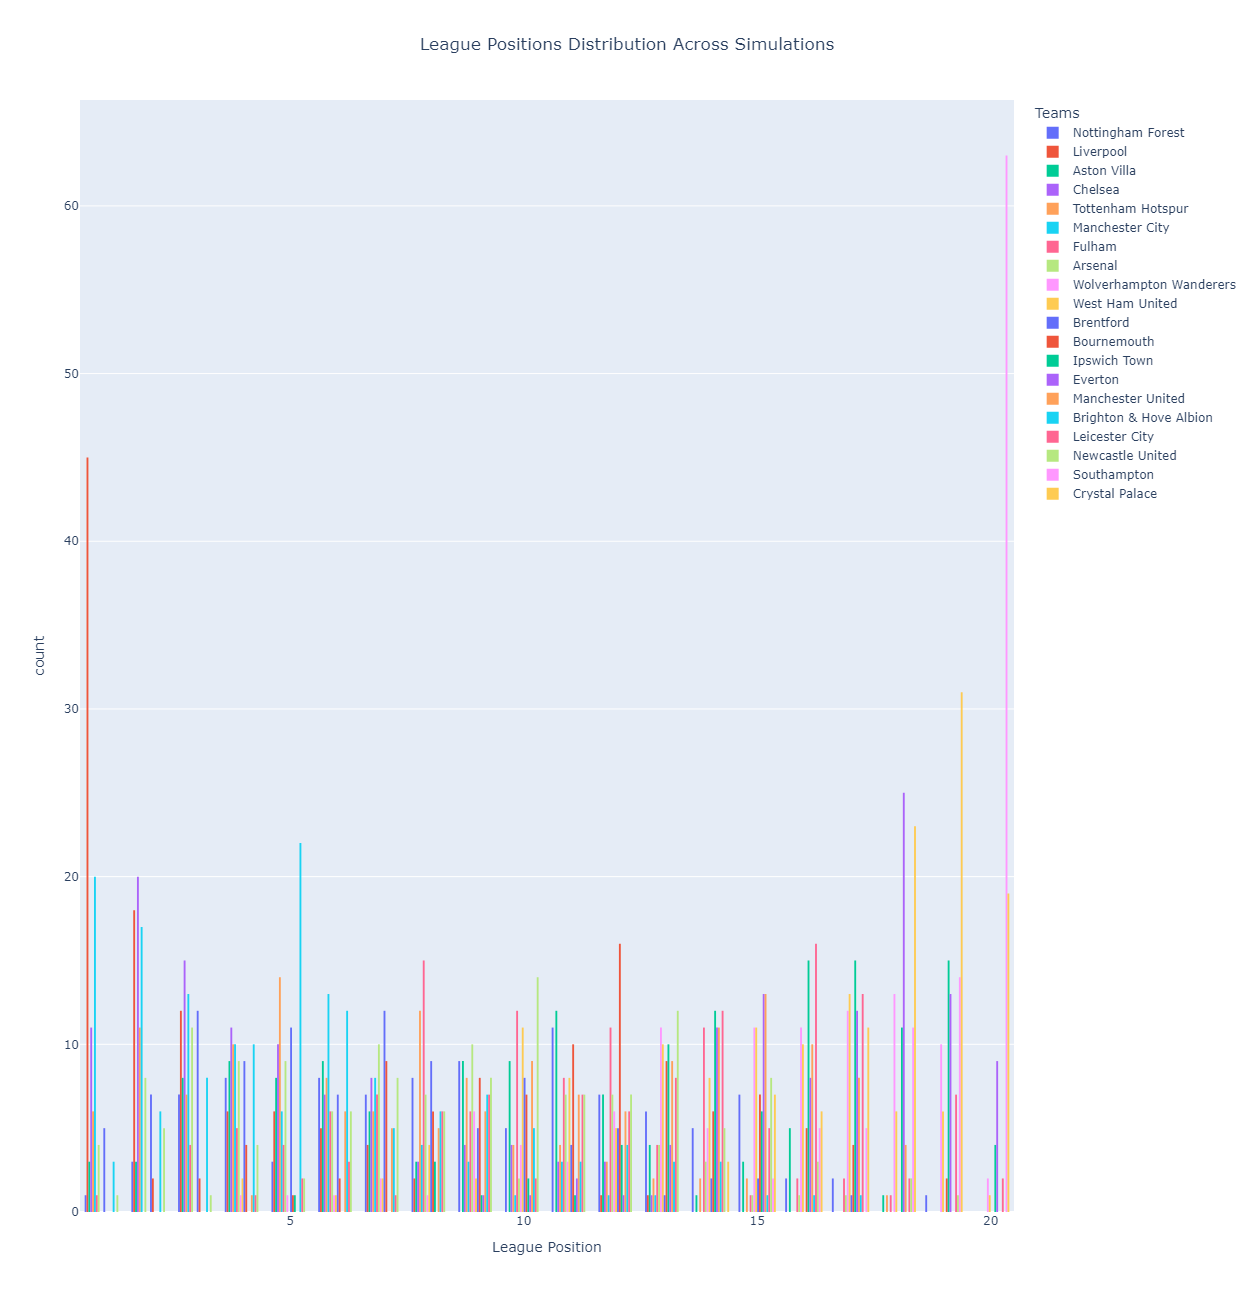 League Positions Distribution Across Simulations
Teams
Nottingham Forest
Liverpool
Aston Villa
Chelsea
Tottenham Hotspur
Manchester City
Fulham
Arsenal
Wolverhampton Wanderers
West Ham United
Brentford
Bournemouth
Ipswich Town
Everton
Manchester United
Brighton & Hove Albion
Leicester City
Newcastle United
Southampton
Crystal Palace
60
50
40
30
20
10
0
count
5
10
15
20
League Position